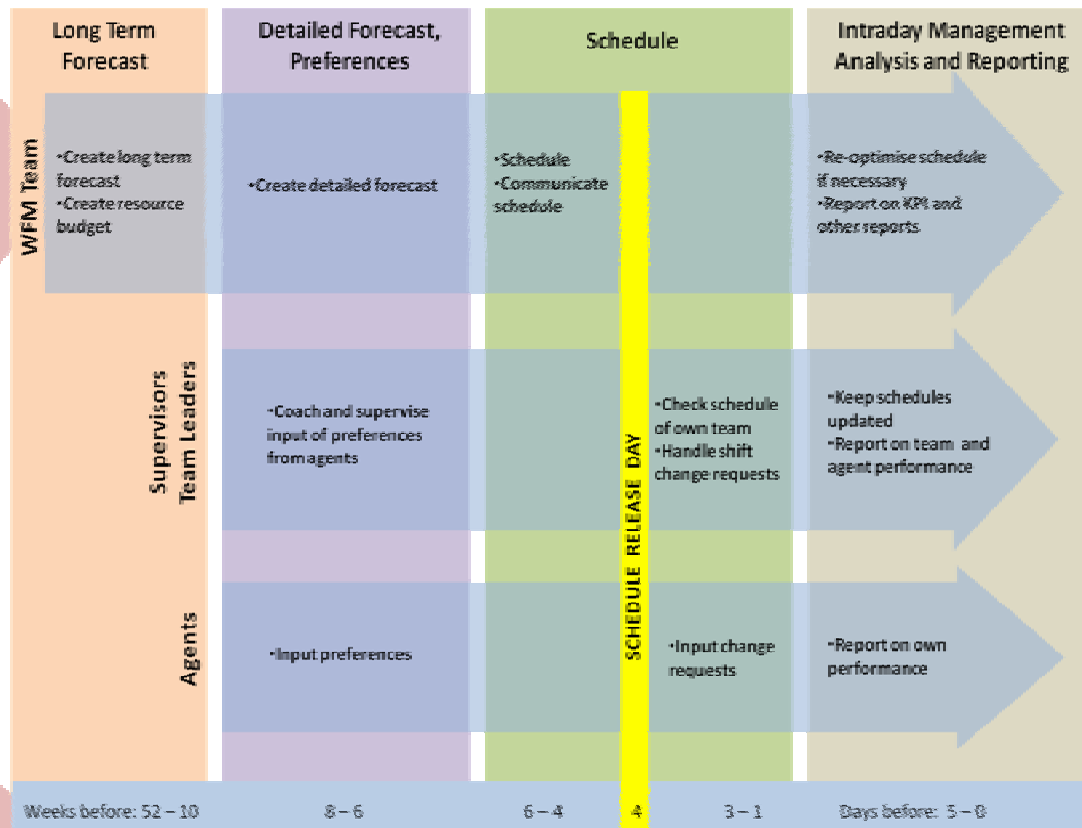 Long Term
Forecast
Detailed Forecast,
Preferences
Schedule
Intraday Management
Analysis and Reporting
WFM Team
•Create long term
forecast
•Create resource
budget
•Create detailed forecast
•Schedule
•Communicate
schedule
•Re-optimise schedule
if necessary
•Report on KPI and
other reports
Supervisors
Team Leaders
•Coach and supervise
input of preferences
from agents
•Check schedule
of own team
•Handle shift
change requests
•Keep schedules
updated
•Report on team and
agent performance
SCHEDULE RELEASE DAY
Agents
•Input preferences
•Input change
requests
•Report on own
performance
Weeks before: 52 – 10
8 – 6
6 – 4
4
3 – 1
Days before: 5 – 0